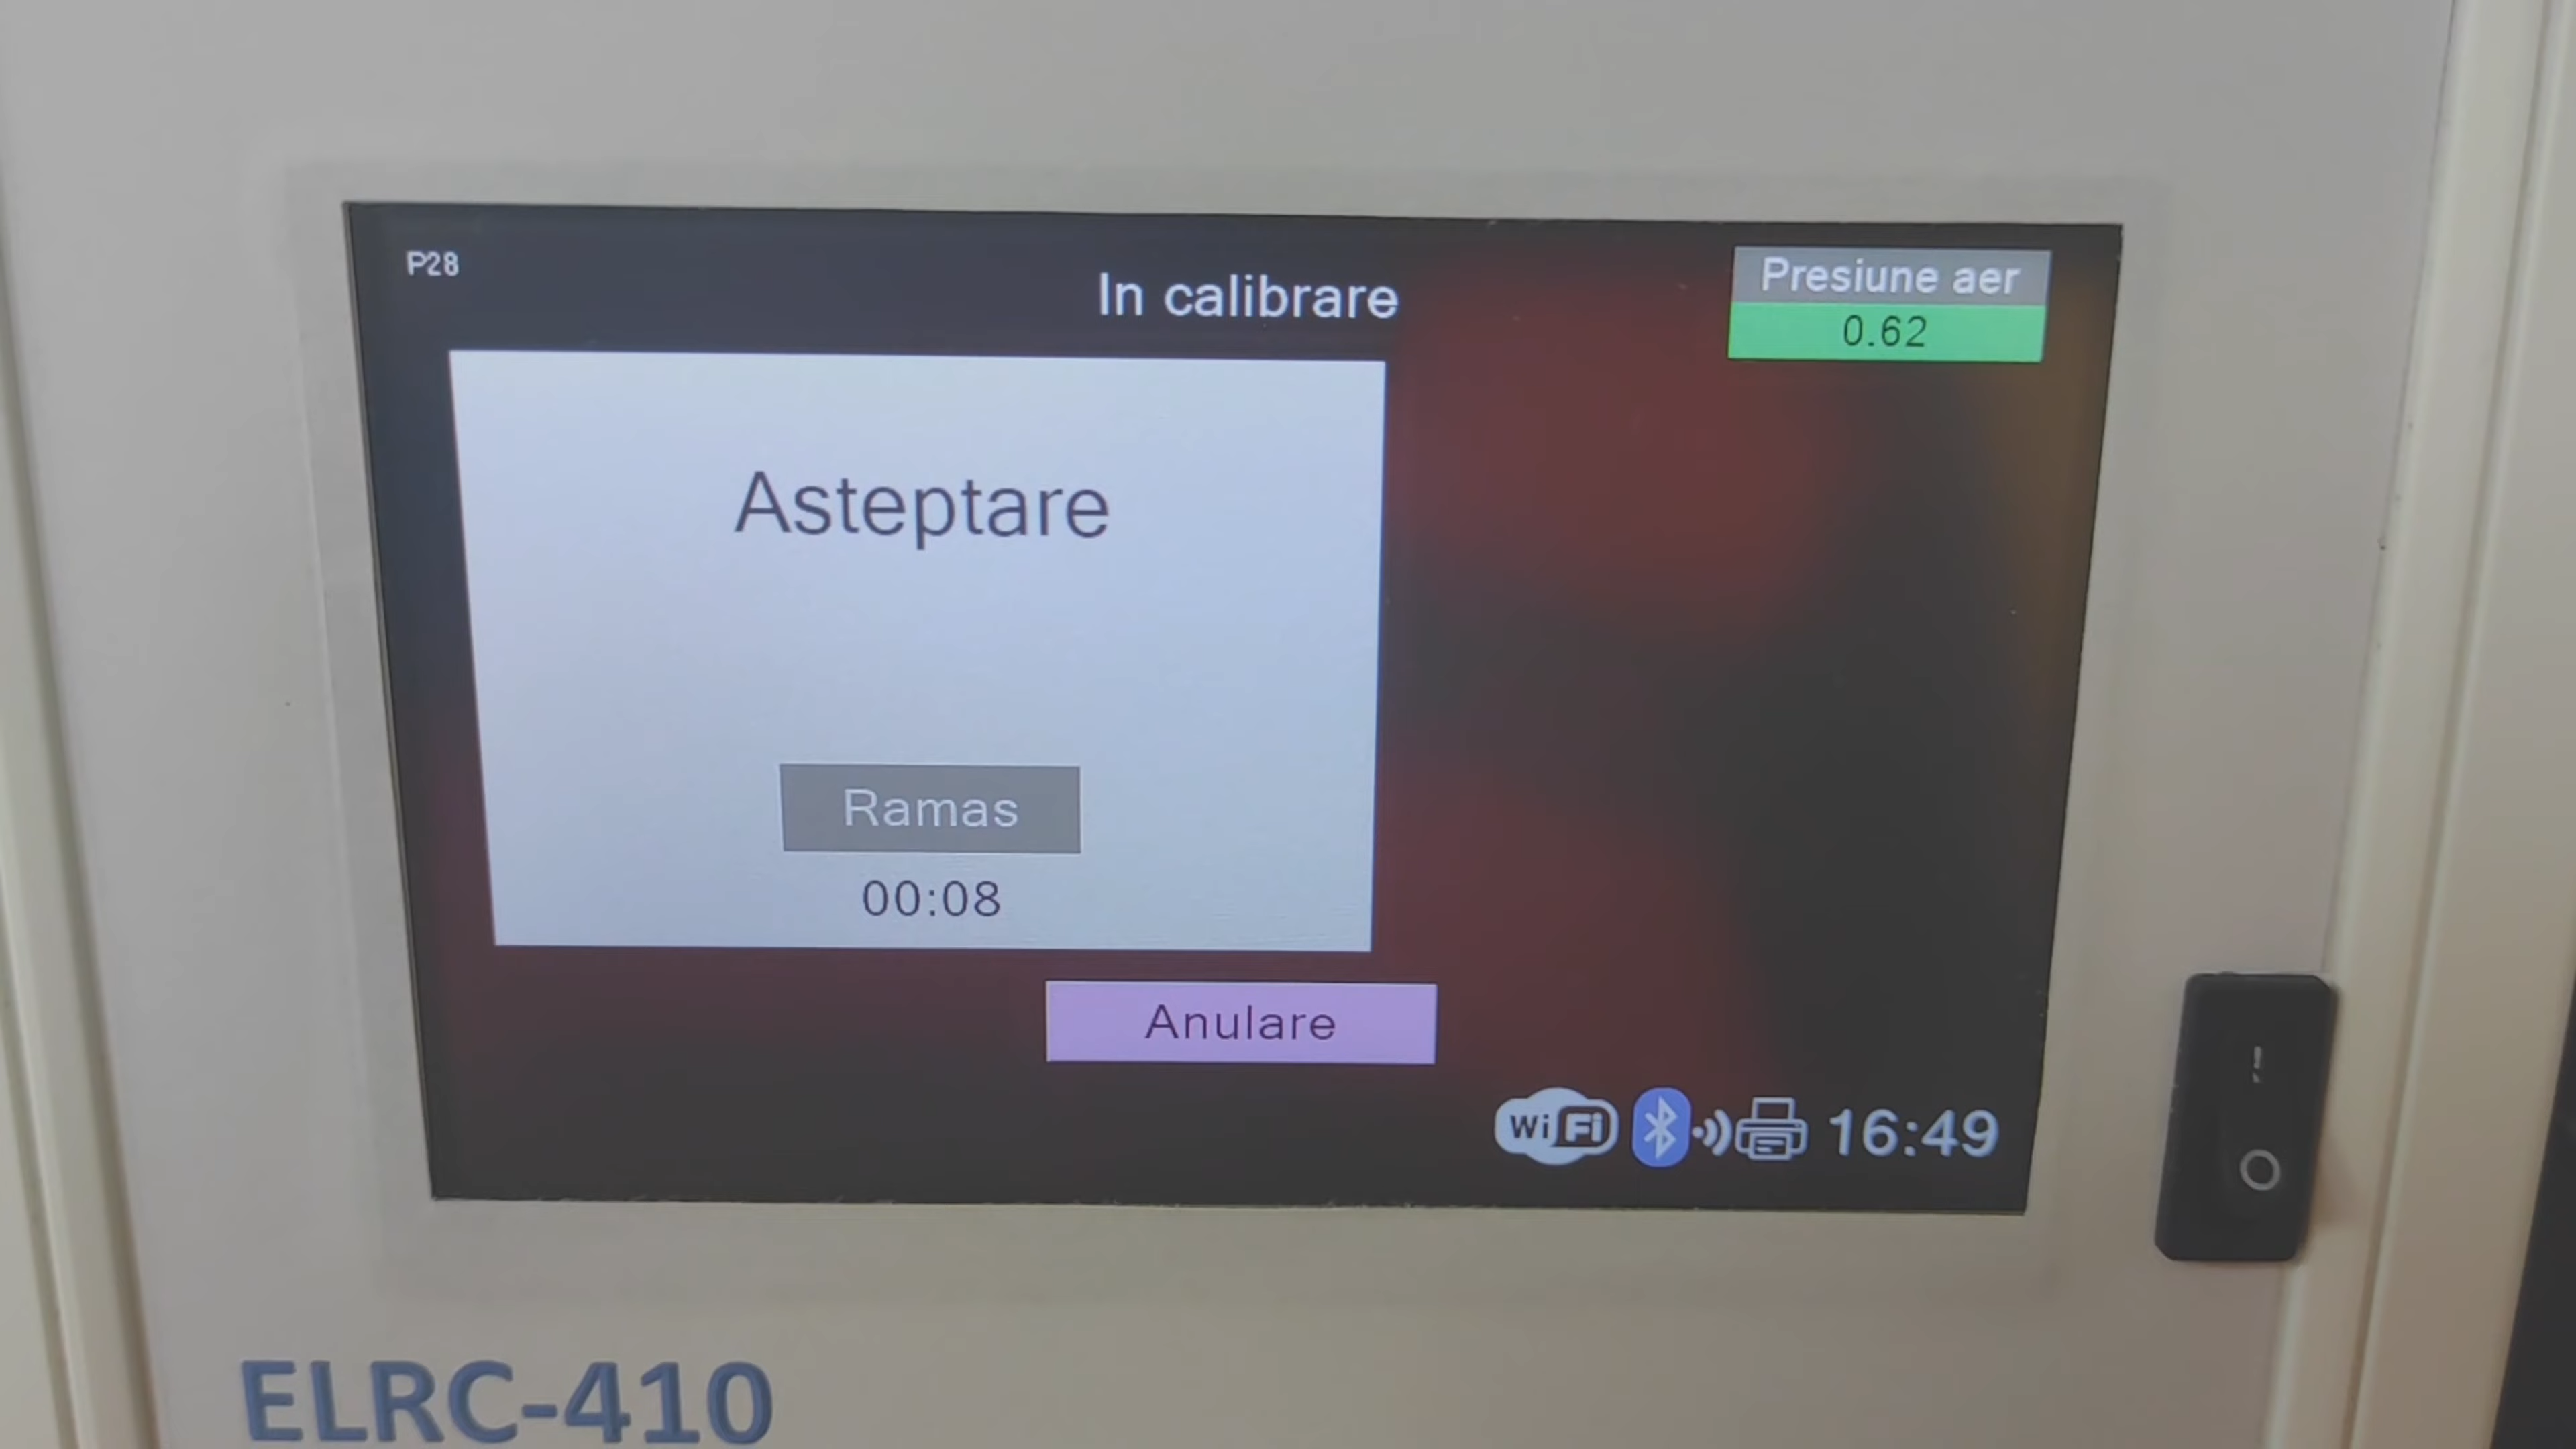 P28
In calibrare
Presiune aer
0.62
Asteptare
Ramas
00:08
Anulare
WiFi
16:49
ELRC-410